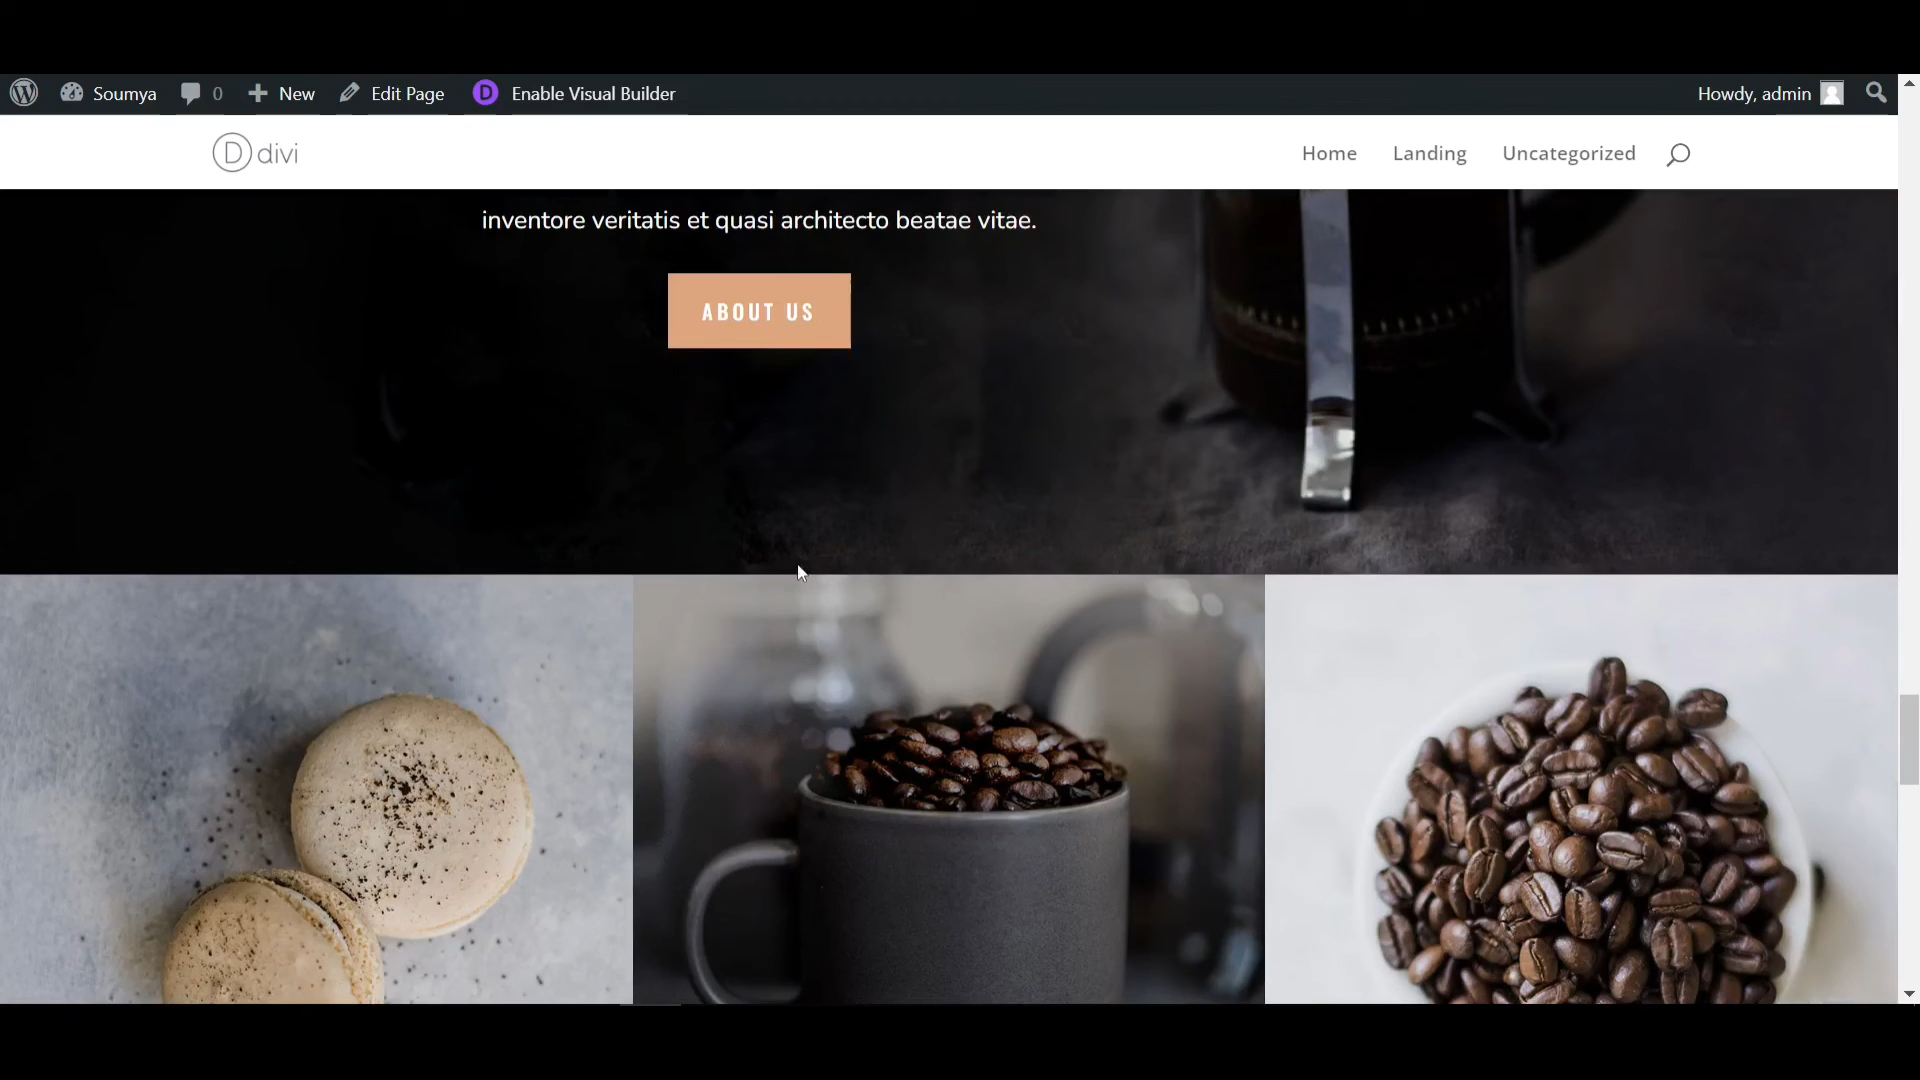 Soumya 0 New Edit Page D Enable Visual Builder Howdy, admin
D divi Home Landing Uncategorized
inventore veritatis et quasi architecto beatae vitae.
ABOUT US